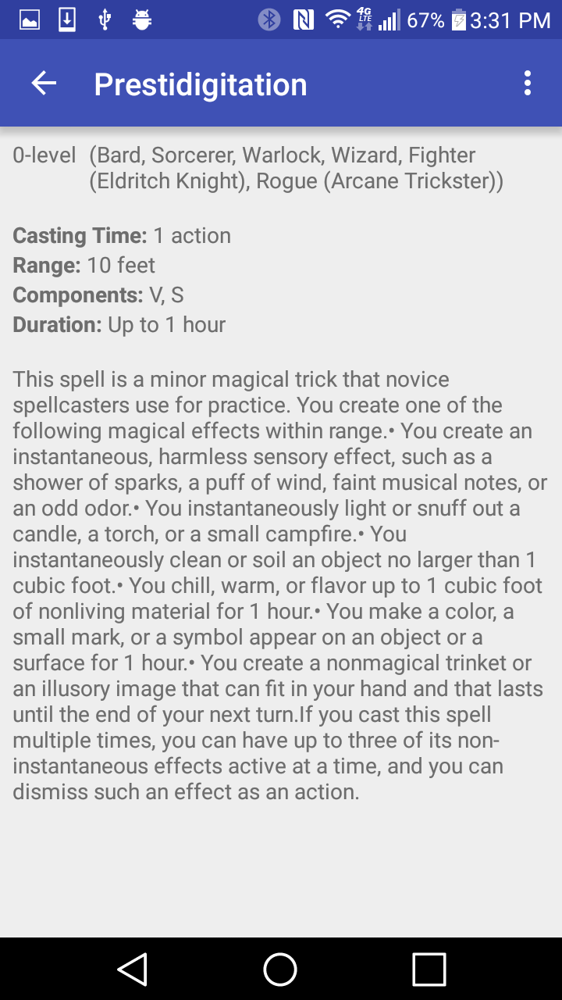 4G
LTE
67%
3:31 PM
Prestidigitation
0-level (Bard, Sorcerer, Warlock, Wizard, Fighter
(Eldritch Knight), Rogue (Arcane Trickster))
Casting Time: 1 action
Range: 10 feet
Components: V, S
Duration: Up to 1 hour
This spell is a minor magical trick that novice
spellcasters use for practice. You create one of the
following magical effects within range.• You create an
instantaneous, harmless sensory effect, such as a
shower of sparks, a puff of wind, faint musical notes, or
an odd odor.• You instantaneously light or snuff out a
candle, a torch, or a small campfire.• You
instantaneously clean or soil an object no larger than 1
cubic foot.• You chill, warm, or flavor up to 1 cubic foot
of nonliving material for 1 hour.• You make a color, a
small mark, or a symbol appear on an object or a
surface for 1 hour.• You create a nonmagical trinket or
an illusory image that can fit in your hand and that lasts
until the end of your next turn.If you cast this spell
multiple times, you can have up to three of its non-
instantaneous effects active at a time, and you can
dismiss such an effect as an action.